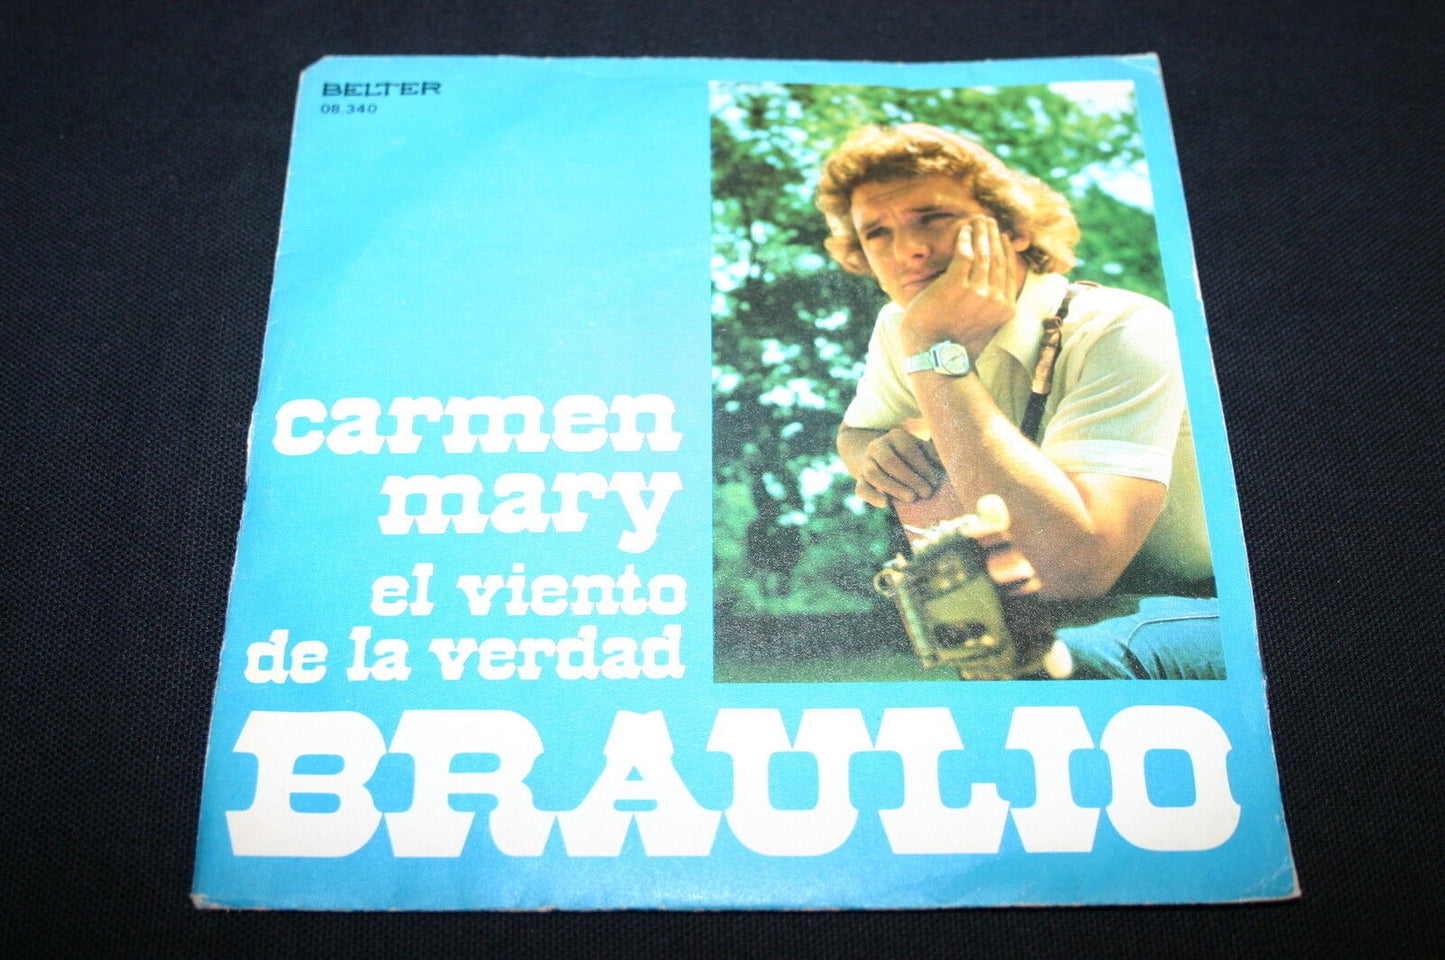 BELTER
08.340
carmen
mary
el viento
de la verdad
BRAULIO